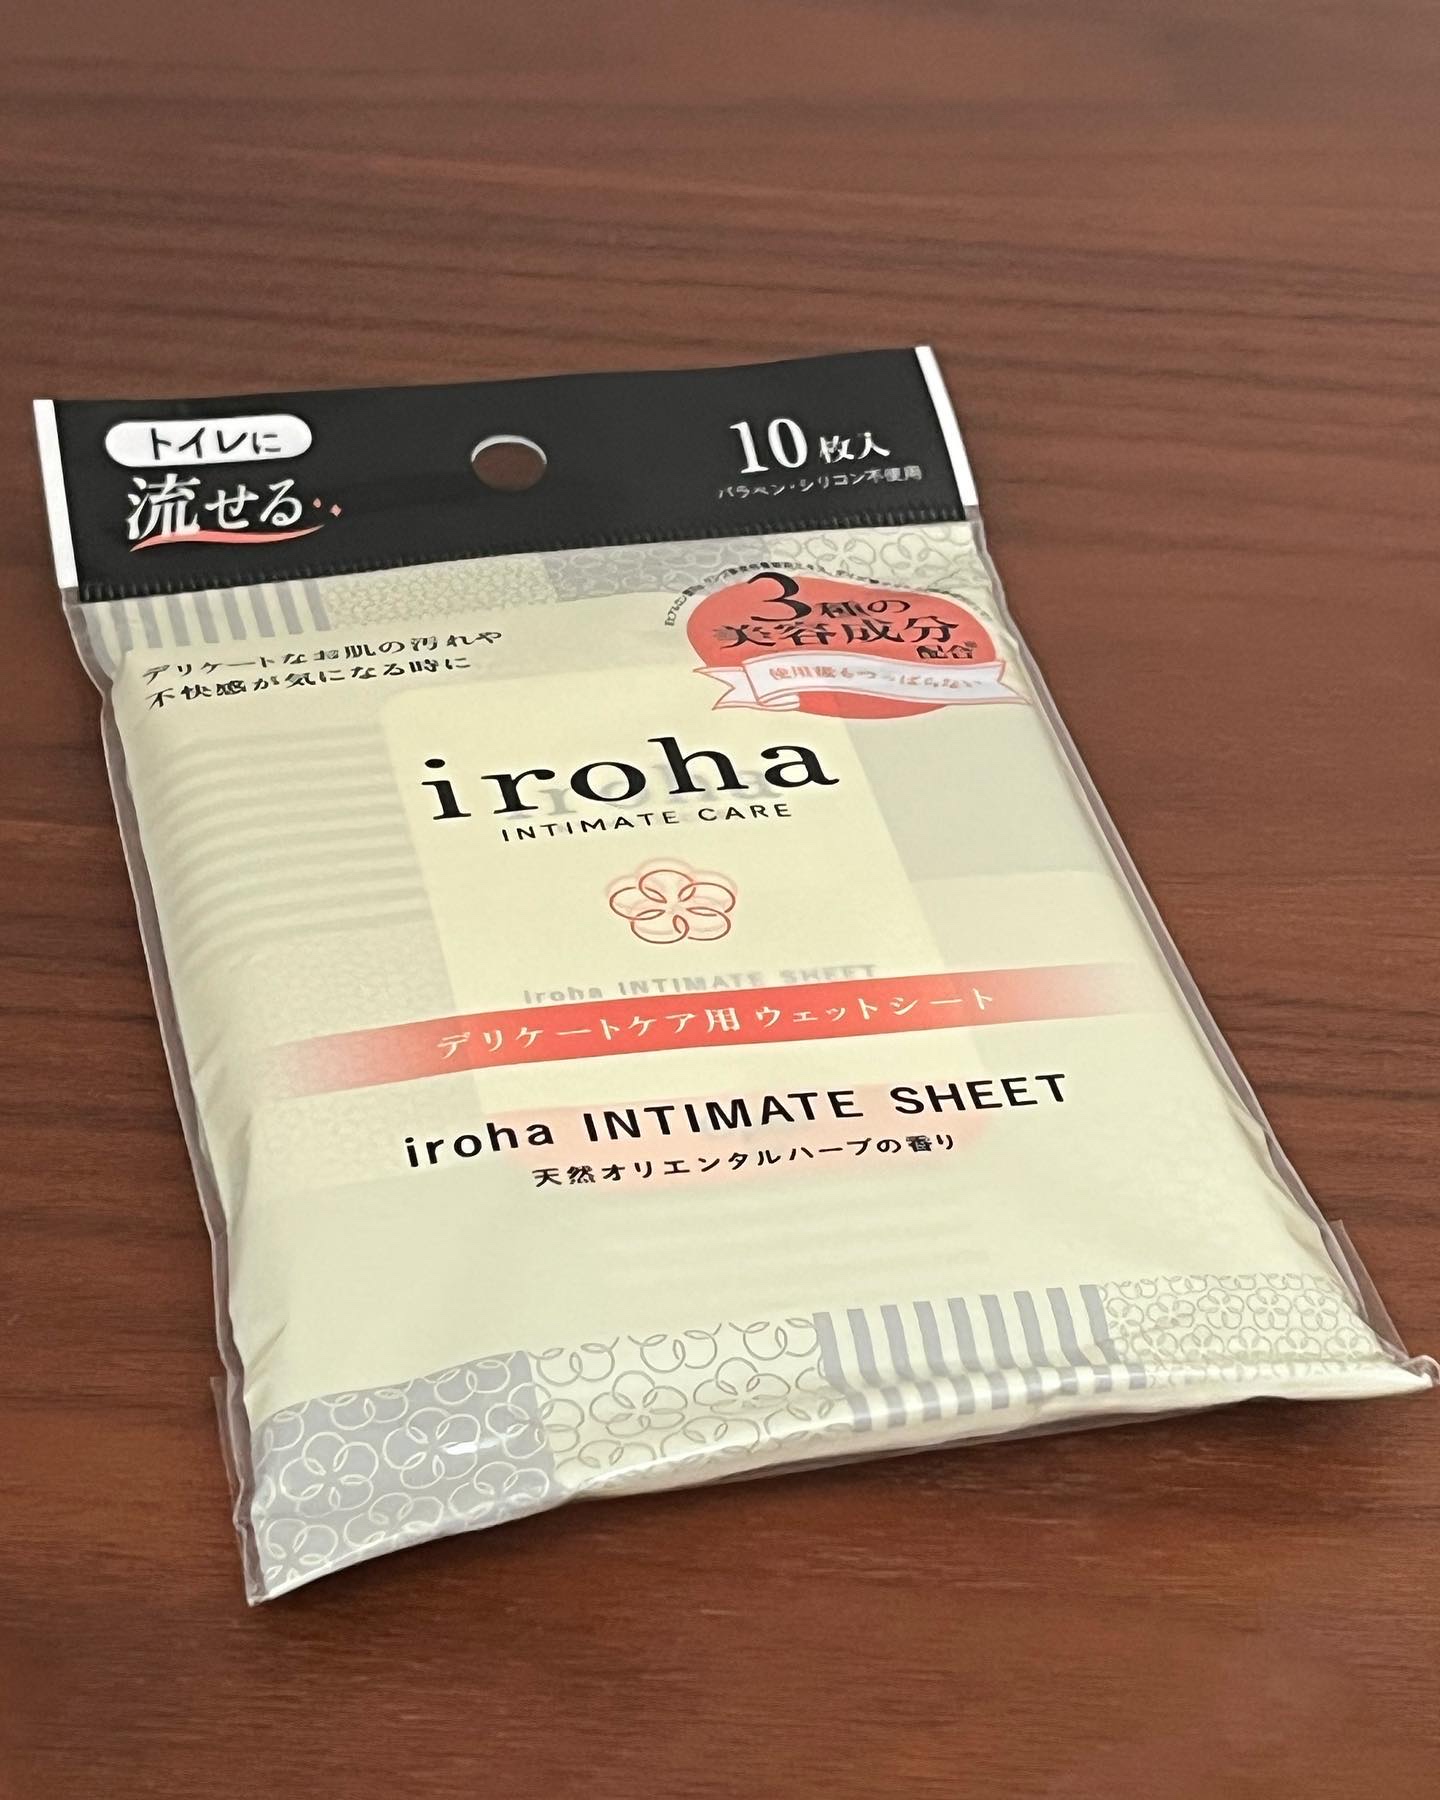 トイレに
流せる
10枚入
パラベン・シリコン不使用
デリケートなお肌の汚れや
不快感が気になる時に
3種の
美容成分
配合※
使用後もつっぱらない
iroha
INTIMATE CARE
iroha INTIMATE SHEET
デリケートケア用 ウェットシート
iroha INTIMATE SHEET
天然オリエンタルハーブの香り